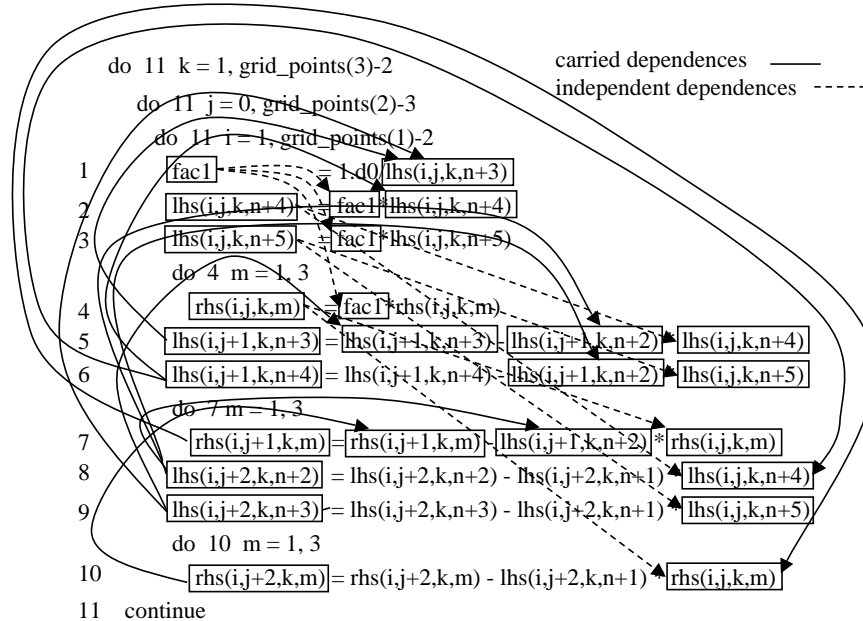 do 11 k = 1, grid_points(3)-2
carried dependences
independent dependences
do 11 j = 0, grid_points(2)-3
do 11 i = 1, grid_points(1)-2
1 fac1 = 1.d0/lhs(i,j,k,n+3)
2 lhs(i,j,k,n+4) = fac1*lhs(i,j,k,n+4)
3 lhs(i,j,k,n+5) = fac1*lhs(i,j,k,n+5)
do 4 m = 1, 3
4 rhs(i,j,k,m) = fac1*rhs(i,j,k,m)
5 lhs(i,j+1,k,n+3) = lhs(i,j+1,k,n+3) - lhs(i,j+1,k,n+2) * lhs(i,j,k,n+4)
6 lhs(i,j+1,k,n+4) = lhs(i,j+1,k,n+4) - lhs(i,j+1,k,n+2) * lhs(i,j,k,n+5)
do 7 m = 1, 3
7 rhs(i,j+1,k,m) = rhs(i,j+1,k,m) - lhs(i,j+1,k,n+2) * rhs(i,j,k,m)
8 lhs(i,j+2,k,n+2) = lhs(i,j+2,k,n+2) - lhs(i,j+2,k,n+1) * lhs(i,j,k,n+4)
9 lhs(i,j+2,k,n+3) = lhs(i,j+2,k,n+3) - lhs(i,j+2,k,n+1) * lhs(i,j,k,n+5)
do 10 m = 1, 3
10 rhs(i,j+2,k,m) = rhs(i,j+2,k,m) - lhs(i,j+2,k,n+1) * rhs(i,j,k,m)
11 continue